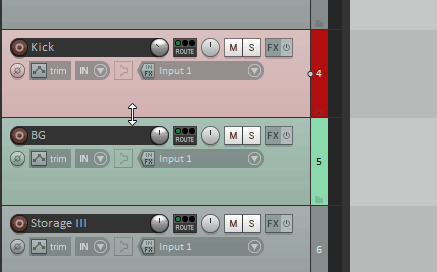 Kick
ROUTE
M S
FX
trim
IN
IN FX
Input 1
4
BG
ROUTE
M S
FX
trim
IN
IN FX
Input 1
5
Storage III
ROUTE
M S
FX
trim
IN
IN FX
Input 1
6